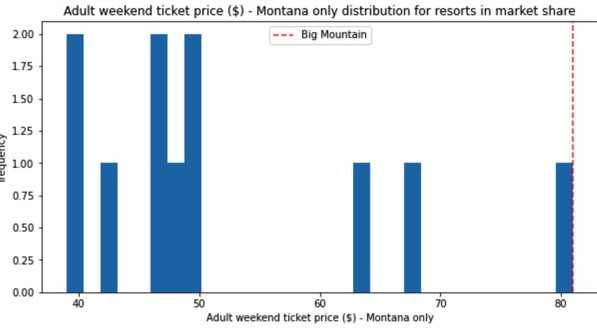 Adult weekend ticket price ($) - Montana only distribution for resorts in market share
Big Mountain
2.00
1.75
1.50
1.25
1.00
0.75
0.50
0.25
0.00
frequency
40 50 60 70 80
Adult weekend ticket price ($) - Montana only